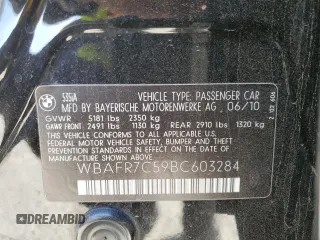 535iA VEHICLE TYPE: PASSENGER CAR
MFD BY BAYERISCHE MOTORENWERKE AG, 06/10
GVWR 5181 lbs 2350 kg
GAWR FRONT: 2491 lbs 1130 kg REAR: 2910 lbs 1320 kg
THIS VEHICLE CONFORMS TO ALL APPLICABLE U.S.
FEDERAL MOTOR VEHICLE SAFETY, BUMPER, AND
THEFT PREVENTION STANDARDS IN EFFECT ON THE
DATE OF MANUFACTURE SHOWN ABOVE.
WBAFR7C59BC603284
DREAMBID